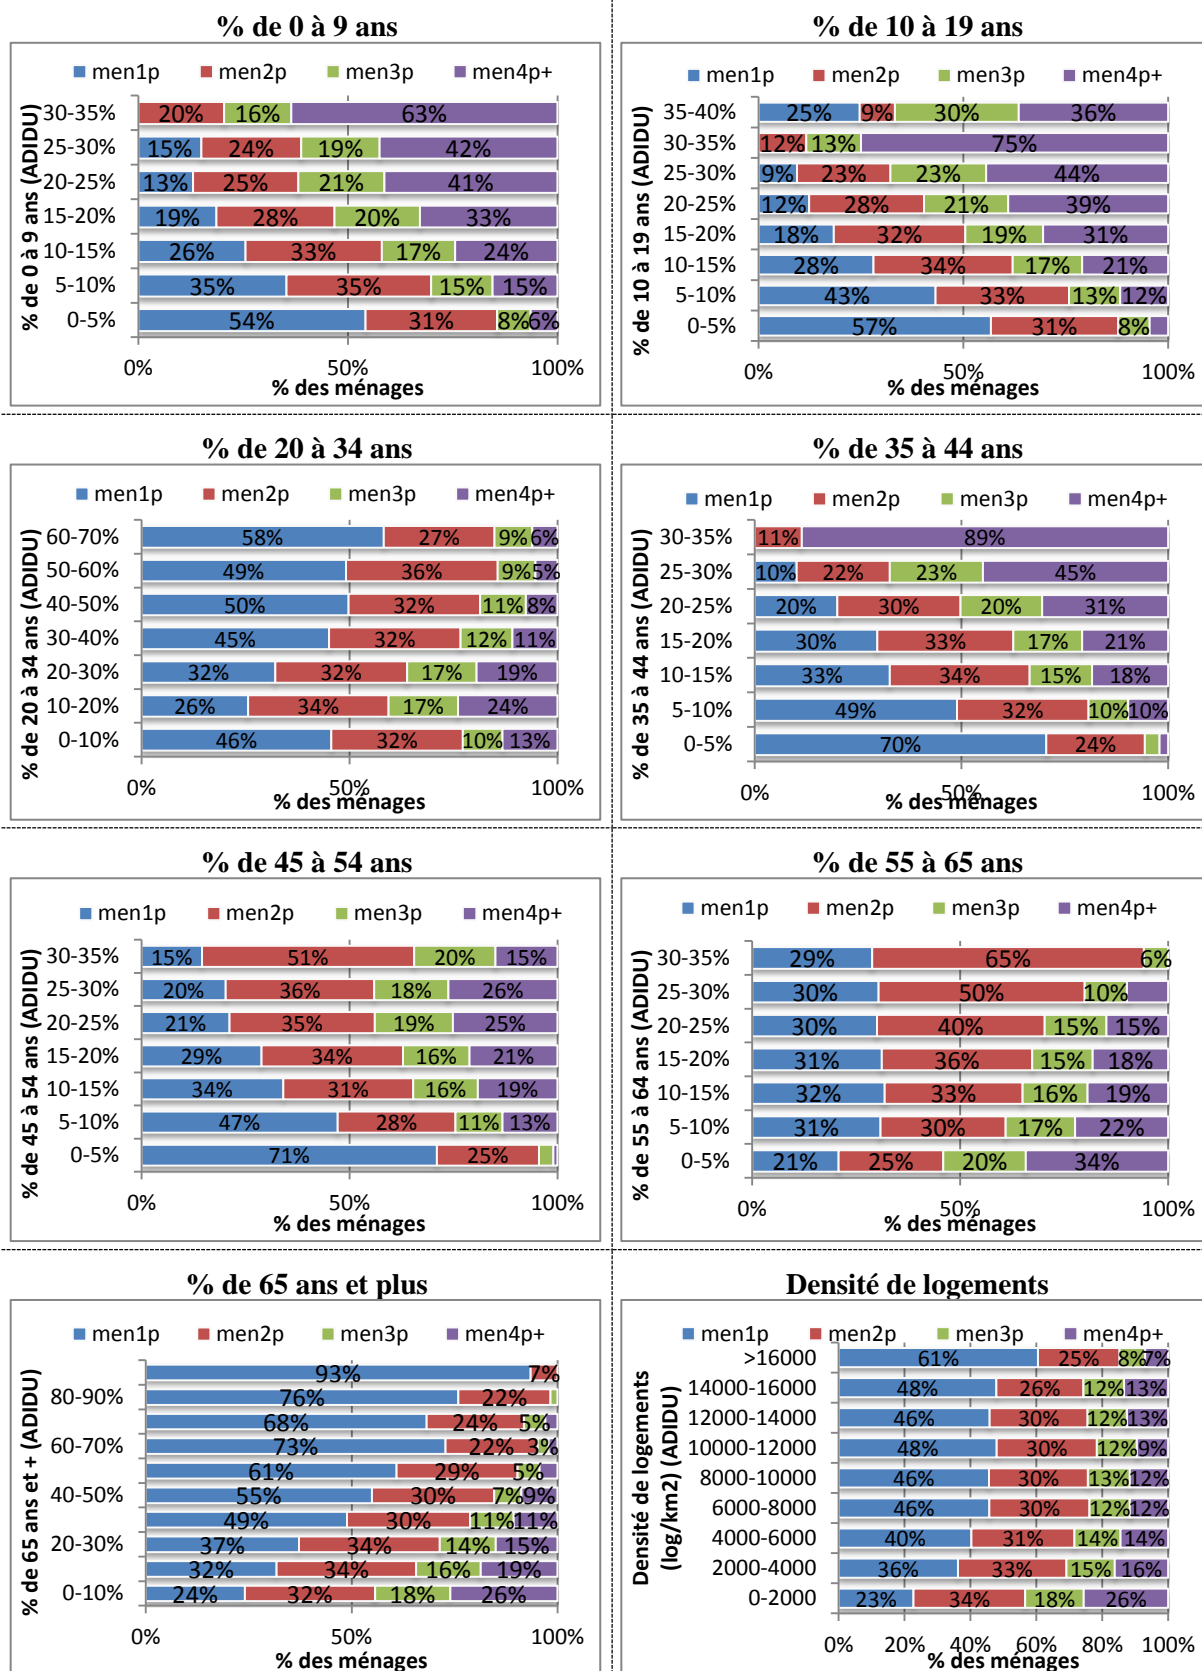 % de 0 à 9 ans
men1p men2p men3p men4p+
% de 0 à 9 ans (ADIDU)
30-35% 20% 16% 63%
25-30% 15% 24% 19% 42%
20-25% 13% 25% 21% 41%
15-20% 19% 28% 20% 33%
10-15% 26% 33% 17% 24%
5-10% 35% 35% 15% 15%
0-5% 54% 31% 8% 6%
0% 50% 100%
% des ménages
% de 10 à 19 ans
men1p men2p men3p men4p+
% de 10 à 19 ans (ADIDU)
35-40% 25% 9% 30% 36%
30-35% 12% 13% 75%
25-30% 9% 23% 23% 44%
20-25% 12% 28% 21% 39%
15-20% 18% 32% 19% 31%
10-15% 28% 34% 17% 21%
5-10% 43% 33% 13% 12%
0-5% 57% 31% 8%
0% 50% 100%
% des ménages
% de 20 à 34 ans
men1p men2p men3p men4p+
% de 20 à 34 ans (ADIDU)
60-70% 58% 27% 9% 6%
50-60% 49% 36% 9% 5%
40-50% 50% 32% 11% 8%
30-40% 45% 32% 12% 11%
20-30% 32% 32% 17% 19%
10-20% 26% 34% 17% 24%
0-10% 46% 32% 10% 13%
0% 50% 100%
% des ménages
% de 35 à 44 ans
men1p men2p men3p men4p+
% de 35 à 44 ans (ADIDU)
30-35% 11% 89%
25-30% 10% 22% 23% 45%
20-25% 20% 30% 20% 31%
15-20% 30% 33% 17% 21%
10-15% 33% 34% 15% 18%
5-10% 49% 32% 10% 10%
0-5% 70% 24%
0% 50% 100%
% des ménages
% de 45 à 54 ans
men1p men2p men3p men4p+
% de 45 à 54 ans (ADIDU)
30-35% 15% 51% 20% 15%
25-30% 20% 36% 18% 26%
20-25% 21% 35% 19% 25%
15-20% 29% 34% 16% 21%
10-15% 34% 31% 16% 19%
5-10% 47% 28% 11% 13%
0-5% 71% 25%
0% 50% 100%
% des ménages
% de 55 à 65 ans
men1p men2p men3p men4p+
% de 55 à 64 ans (ADIDU)
30-35% 29% 65% 6%
25-30% 30% 50% 10%
20-25% 30% 40% 15% 15%
15-20% 31% 36% 15% 18%
10-15% 32% 33% 16% 19%
5-10% 31% 30% 17% 22%
0-5% 21% 25% 20% 34%
0% 50% 100%
% des ménages
% de 65 ans et plus
men1p men2p men3p men4p+
% de 65 ans et + (ADIDU)
93% 7%
80-90% 76% 22%
68% 24% 5%
60-70% 73% 22% 3%
61% 29% 5%
40-50% 55% 30% 7% 9%
49% 30% 11% 11%
20-30% 37% 34% 14% 15%
32% 34% 16% 19%
0-10% 24% 32% 18% 26%
0% 50% 100%
% des ménages
Densité de logements
men1p men2p men3p men4p+
Densité de logements
(log/km2) (ADIDU)
>16000 61% 25% 8% 7%
14000-16000 48% 26% 12% 13%
12000-14000 46% 30% 12% 13%
10000-12000 48% 30% 12% 9%
8000-10000 46% 30% 13% 12%
6000-8000 46% 30% 12% 12%
4000-6000 40% 31% 14% 14%
2000-4000 36% 33% 15% 16%
0-2000 23% 34% 18% 26%
0% 20% 40% 60% 80% 100%
% des ménages